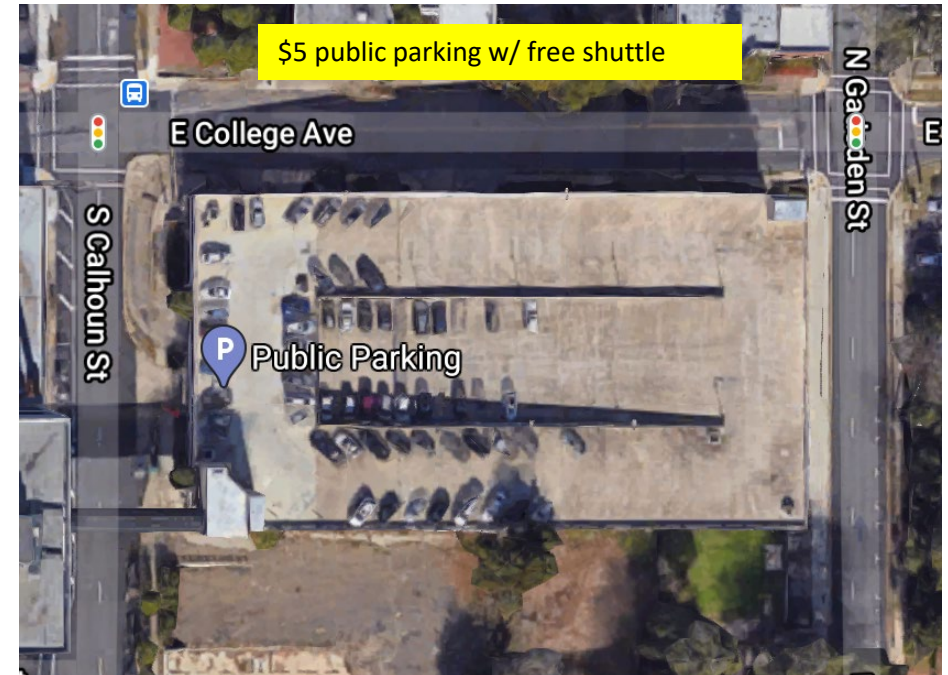 $5 public parking w/ free shuttle
E College Ave
N Gadsden St
E
S Calhoun St
P
Public Parking